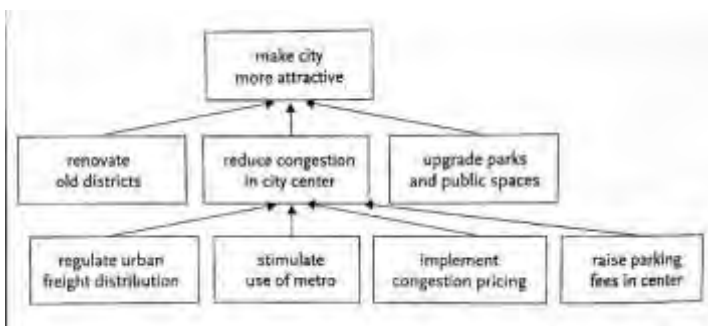 make city
more attractive
renovate
old districts
reduce congestion
in city center
upgrade parks
and public spaces
regulate urban
freight distribution
stimulate
use of metro
implement
congestion pricing
raise parking
fees in center